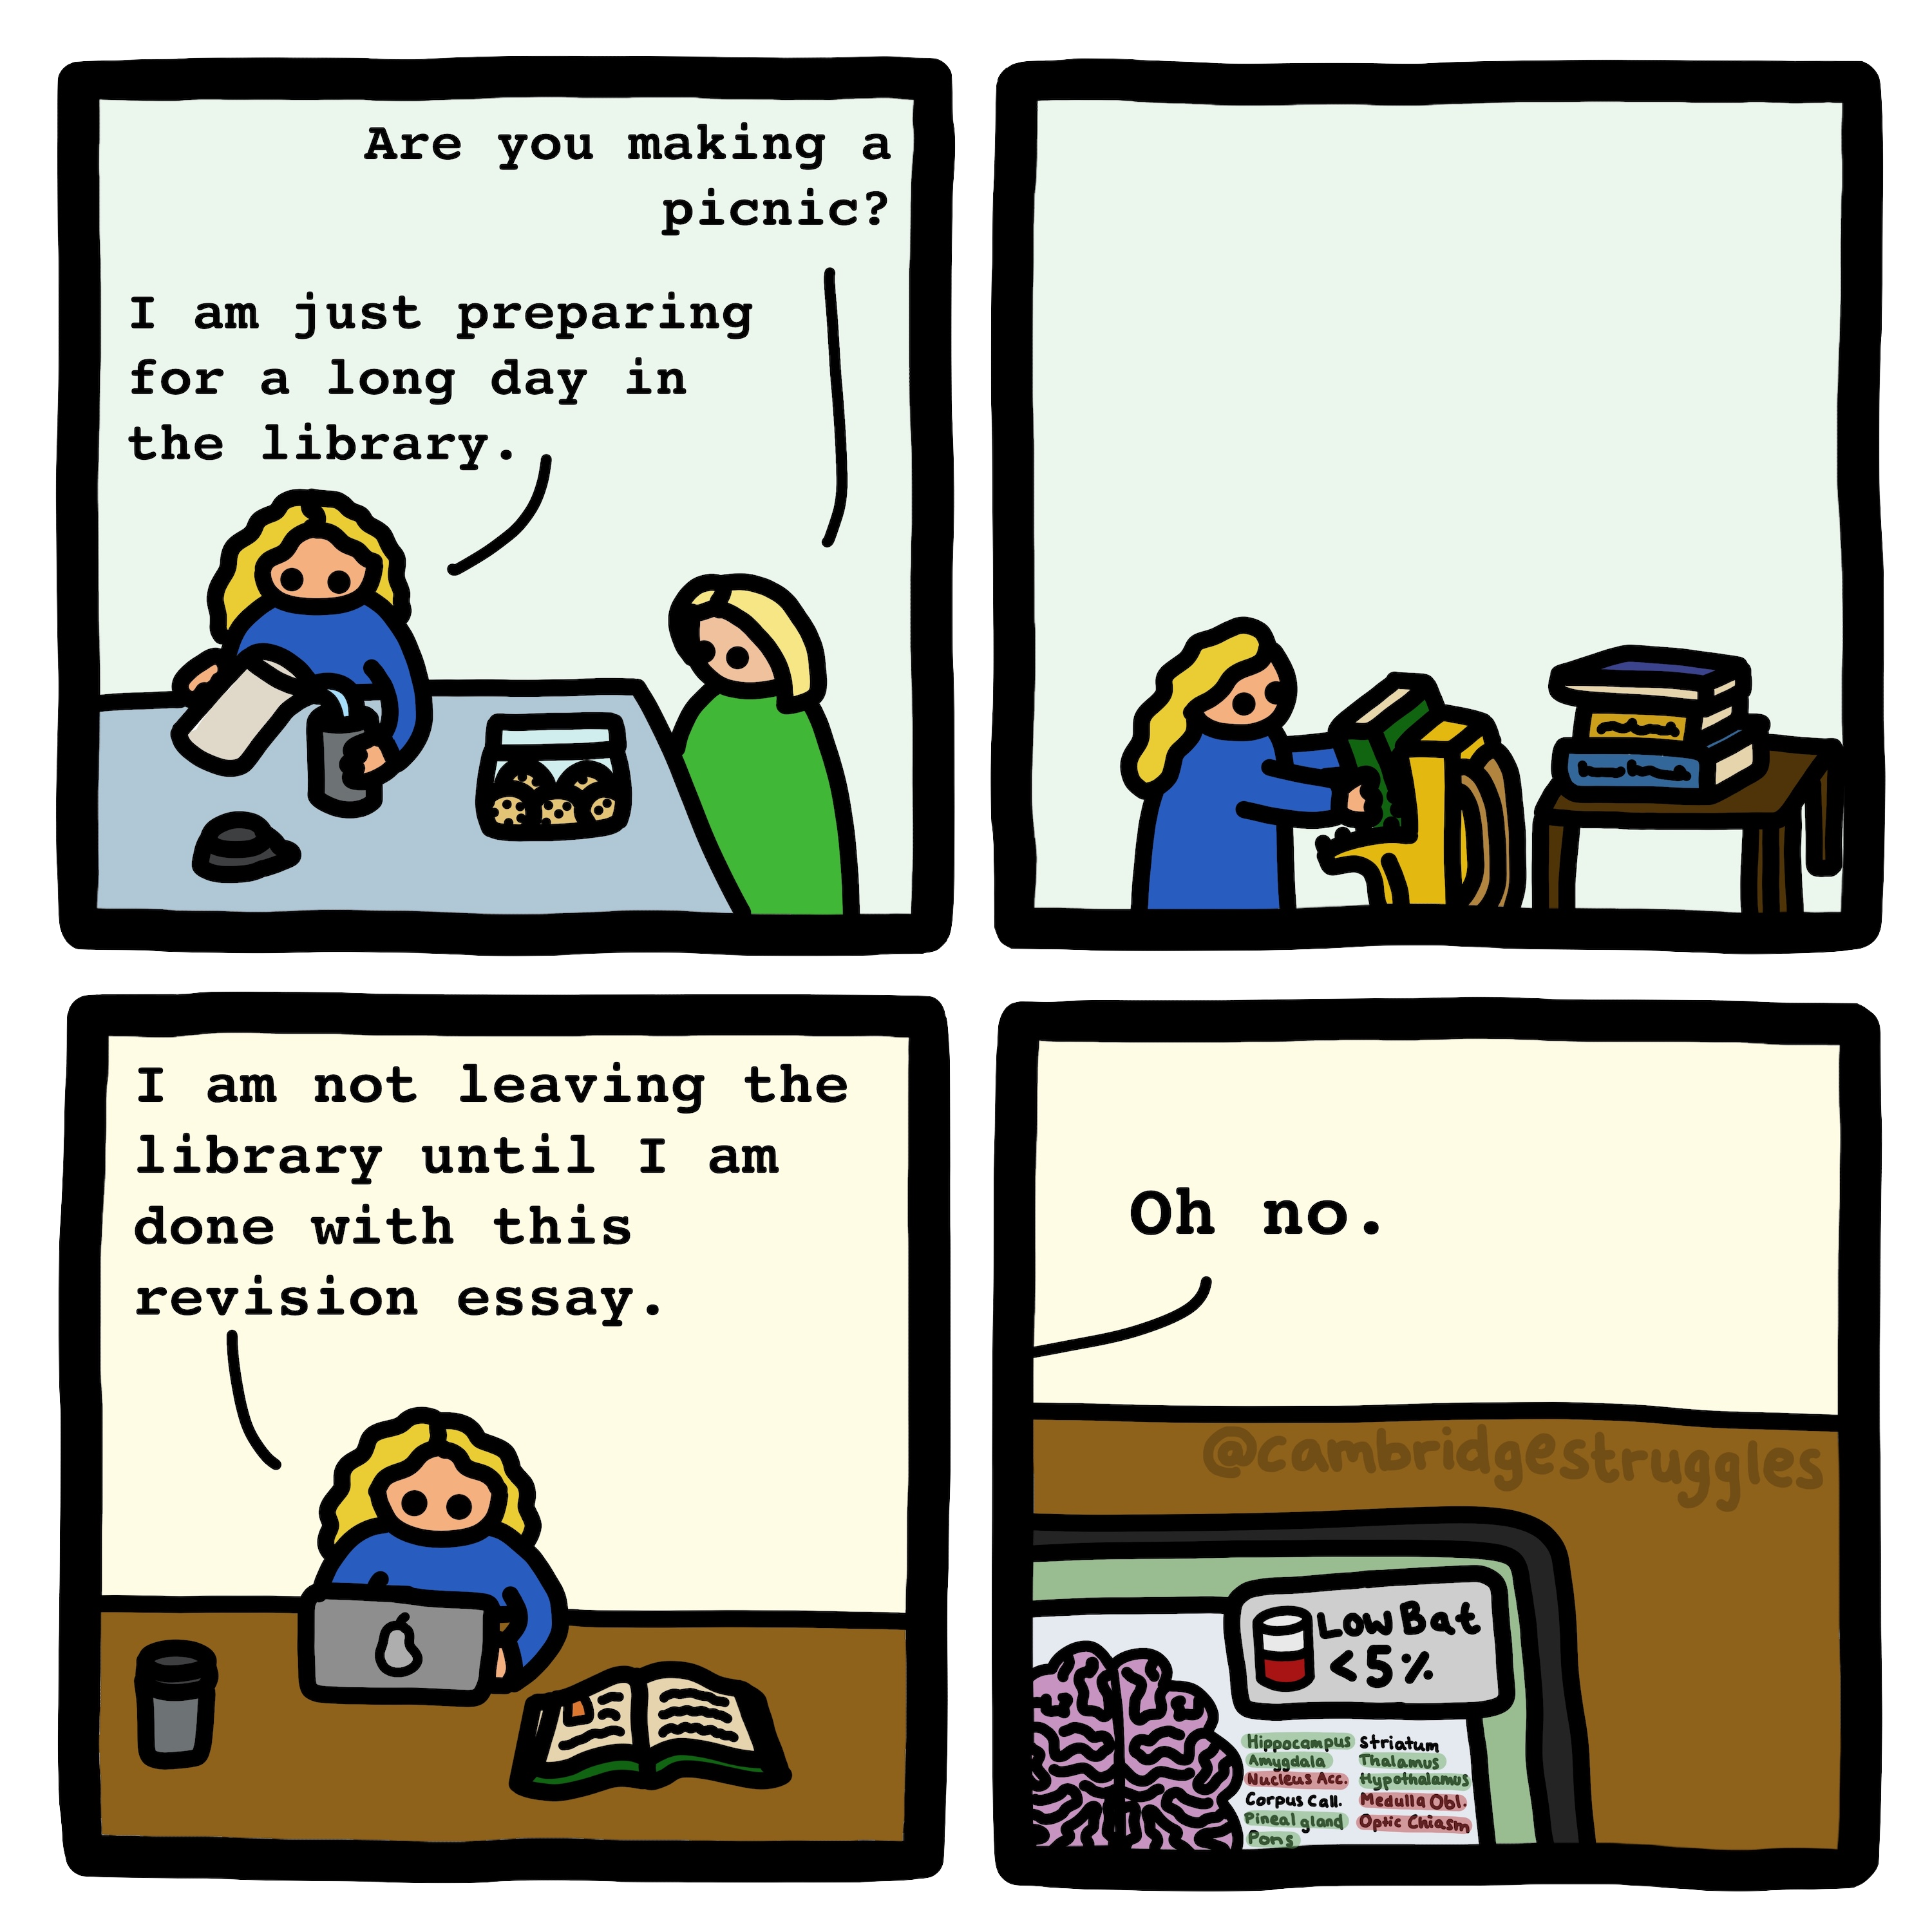 Are you making a
picnic?
I am just preparing
for a long day in
the library.
I am not leaving the
library until I am
done with this
revision essay.
Oh no.
@cambridgestruggles
Low Bat
<5%
Hippocampus
Amygdala
Nucleus Acc.
Corpus Call.
Pineal gland
Pons
Striatum
Thalamus
Hypothalamus
Medulla Obl.
Optic Chiasm